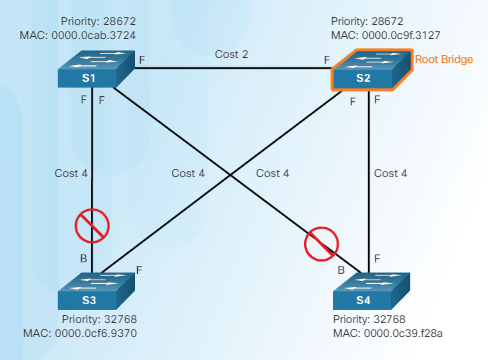 Priority: 28672
MAC: 0000.0cab.3724
Priority: 28672
MAC: 0000.0c9f.3127
F
Cost 2
F
Root Bridge
S1
S2
F
F
F
F
Cost 4
Cost 4
Cost 4
Cost 4
B
F
B
F
S3
S4
Priority: 32768
MAC: 0000.0cf6.9370
Priority: 32768
MAC: 0000.0c39.f28a